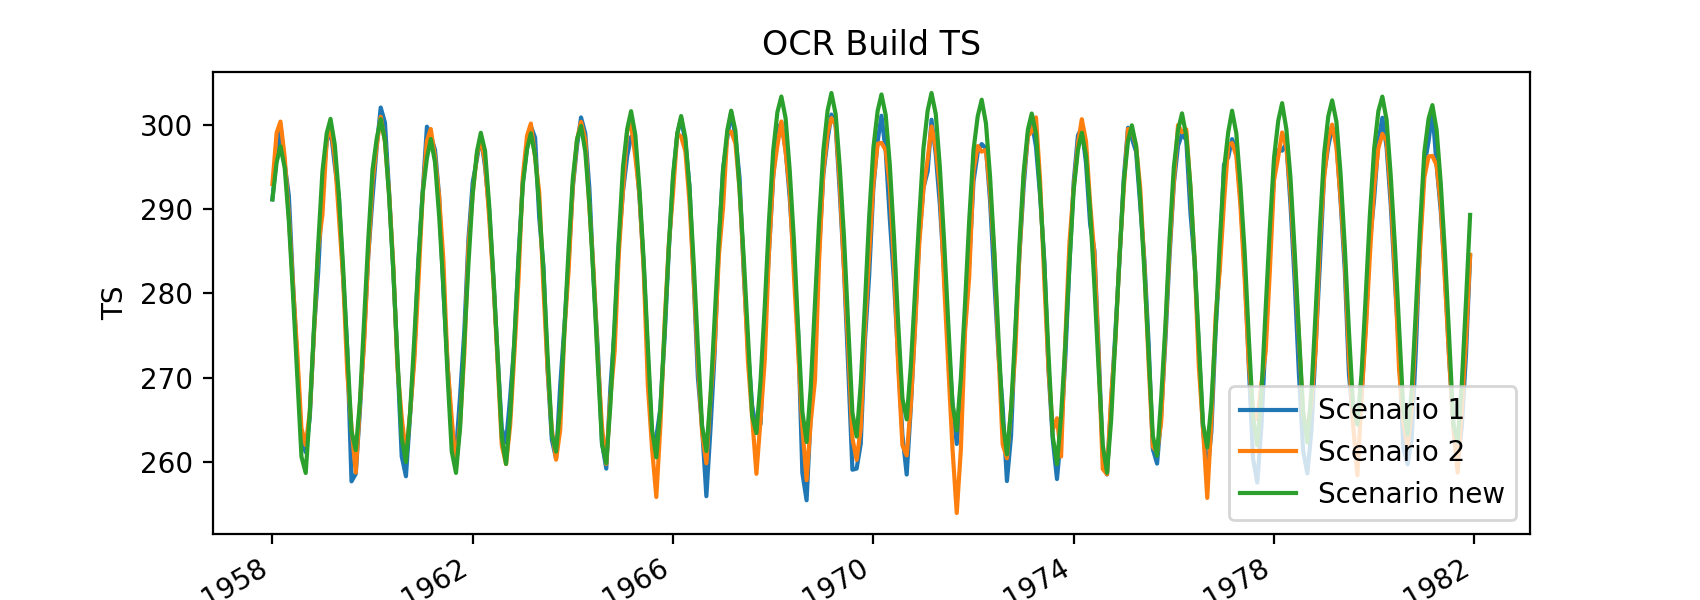 OCR Build TS
TS
300
290
280
270
260
Scenario 1
Scenario 2
Scenario new
1958
1962
1966
1970
1974
1978
1982